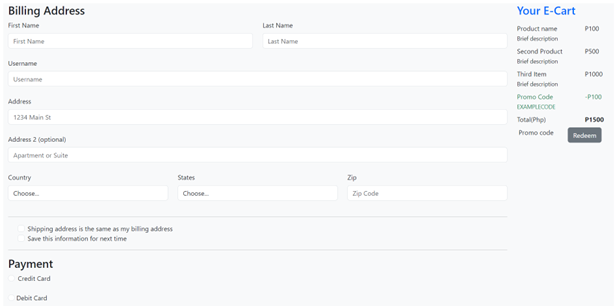 Billing Address
First Name
Last Name
First Name
Last Name
Username
Username
Address
1234 Main St
Address 2 (optional)
Apartment or Suite
Country
States
Zip
Choose...
Choose...
Zip Code
Shipping address is the same as my billing address
Save this information for next time
Payment
Credit Card
Debit Card
Your E-Cart
Product name P100
Brief description
Second Product P500
Brief description
Third Item P1000
Brief description
Promo Code -P100
EXAMPLECODE
Total(Php) P1500
Promo code Redeem